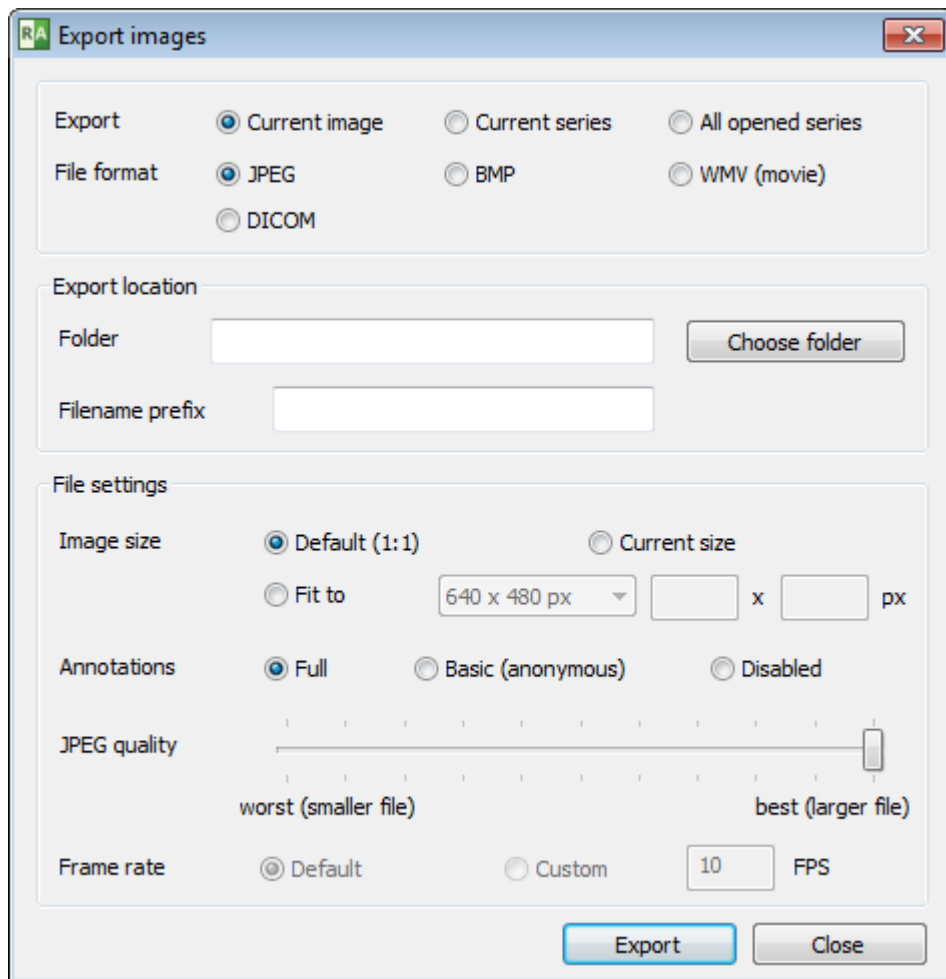 RA Export images
Export Current image Current series All opened series
File format JPEG BMP WMV (movie)
DICOM
Export location
Folder Choose folder
Filename prefix
File settings
Image size Default (1:1) Current size
Fit to 640 x 480 px x px
Annotations Full Basic (anonymous) Disabled
JPEG quality
worst (smaller file) best (larger file)
Frame rate Default Custom 10 FPS
Export Close